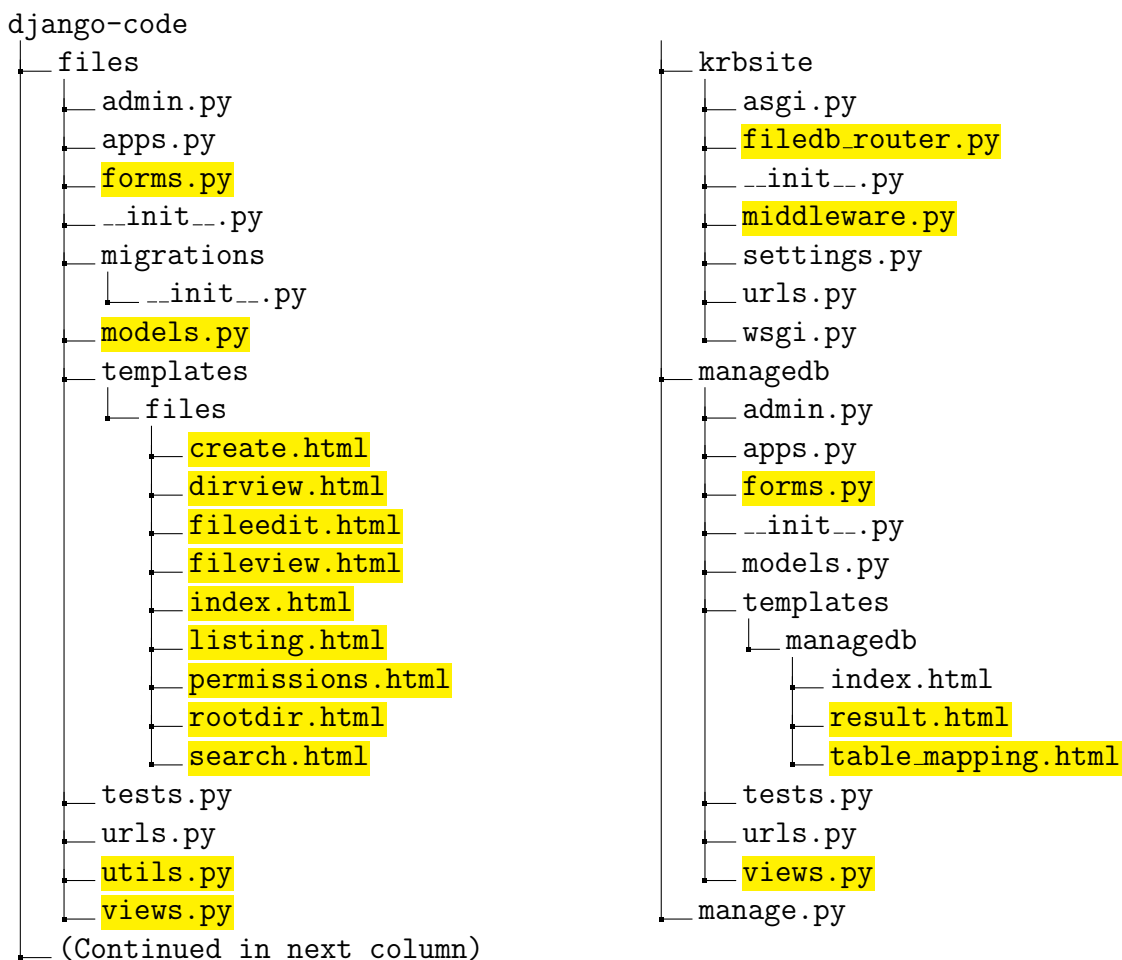 django-code
files
admin.py
apps.py
forms.py
__init__.py
migrations
__init__.py
models.py
templates
files
create.html
dirview.html
fileedit.html
fileview.html
index.html
listing.html
permissions.html
rootdir.html
search.html
tests.py
urls.py
utils.py
views.py
(Continued in next column)
krbsite
asgi.py
filedb_router.py
__init__.py
middleware.py
settings.py
urls.py
wsgi.py
managedb
admin.py
apps.py
forms.py
__init__.py
models.py
templates
managedb
index.html
result.html
table_mapping.html
tests.py
urls.py
views.py
manage.py